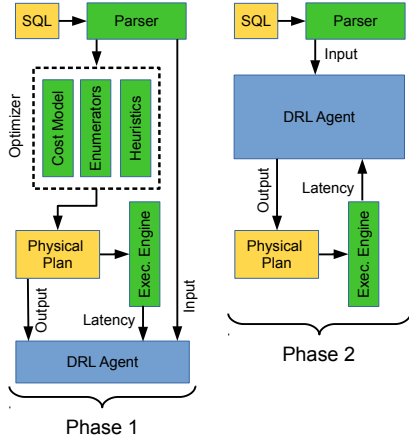 SQL
Parser
Optimizer
Cost Model
Enumerators
Heuristics
Physical
Plan
Exec. Engine
Output
Latency
Input
DRL Agent
Phase 1
SQL
Parser
Input
DRL Agent
Output
Latency
Physical
Plan
Exec. Engine
Phase 2